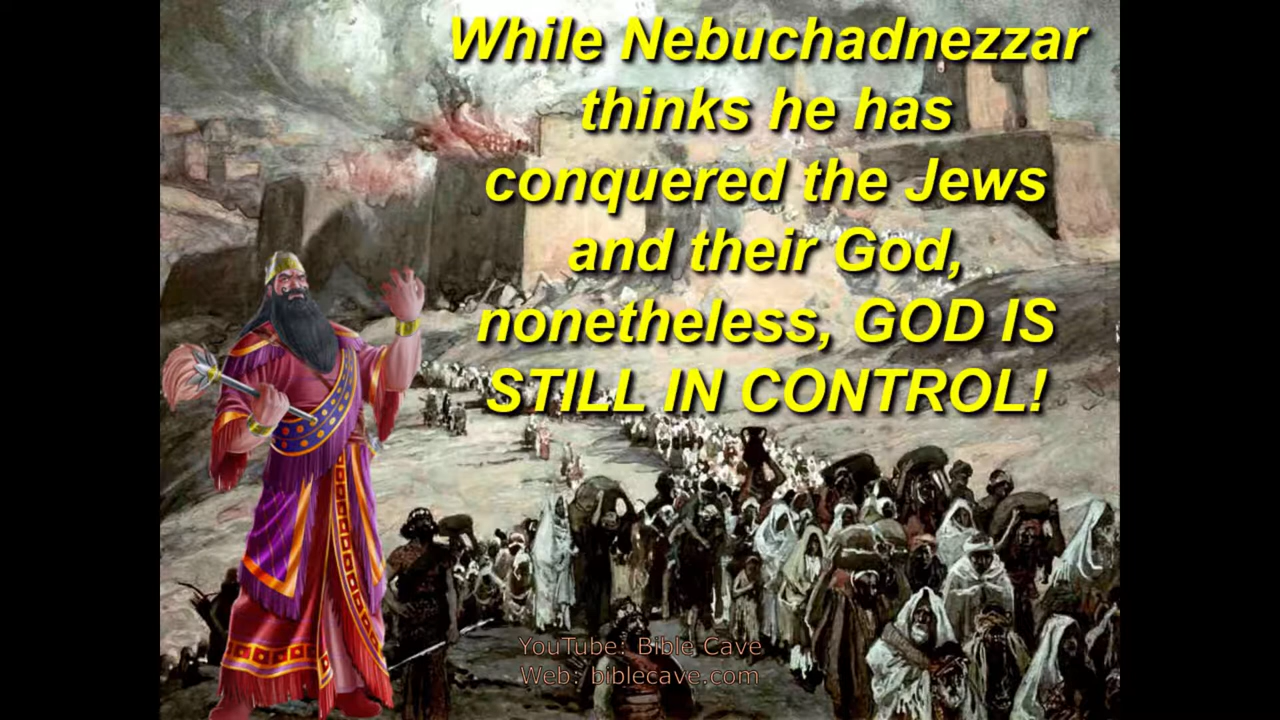 While Nebuchadnezzar
thinks he has
conquered the Jews
and their God,
nonetheless, GOD IS
STILL IN CONTROL!
YouTube: Bible Cave
Web: biblecave.com